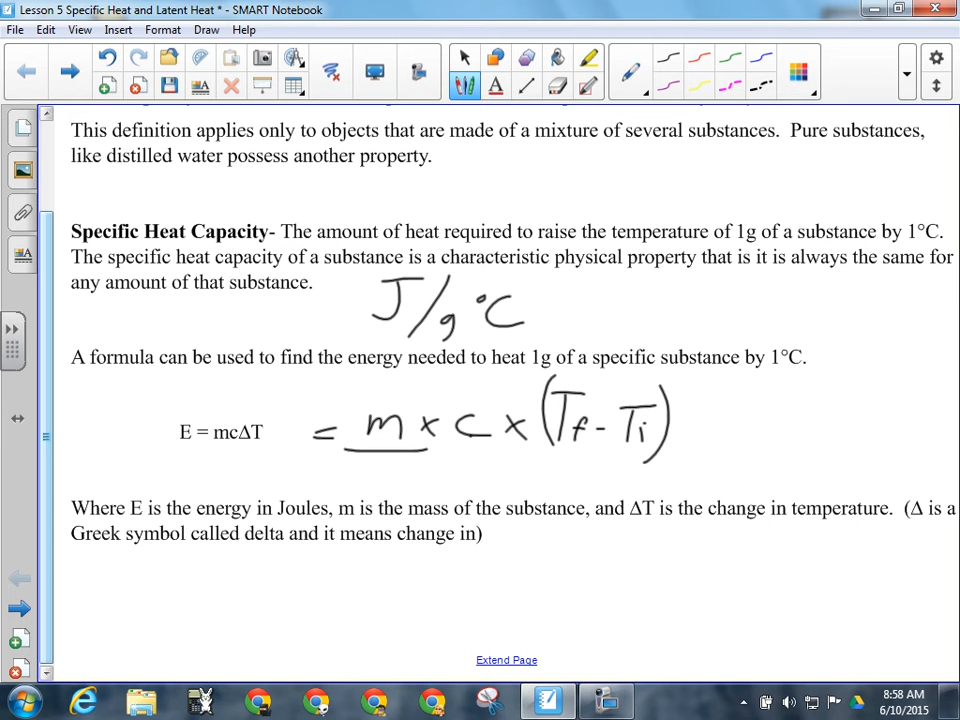 Lesson 5 Specific Heat and Latent Heat * - SMART Notebook
File Edit View Insert Format Draw Help
This definition applies only to objects that are made of a mixture of several substances. Pure substances,
like distilled water possess another property.
Specific Heat Capacity- The amount of heat required to raise the temperature of 1g of a substance by 1°C.
The specific heat capacity of a substance is a characteristic physical property that is it is always the same for
any amount of that substance.
J/g °C
A formula can be used to find the energy needed to heat 1g of a specific substance by 1°C.
E = mcΔT = m × c × (Tf - Ti)
Where E is the energy in Joules, m is the mass of the substance, and ΔT is the change in temperature. (Δ is a
Greek symbol called delta and it means change in)
Extend Page
8:58 AM
6/10/2015